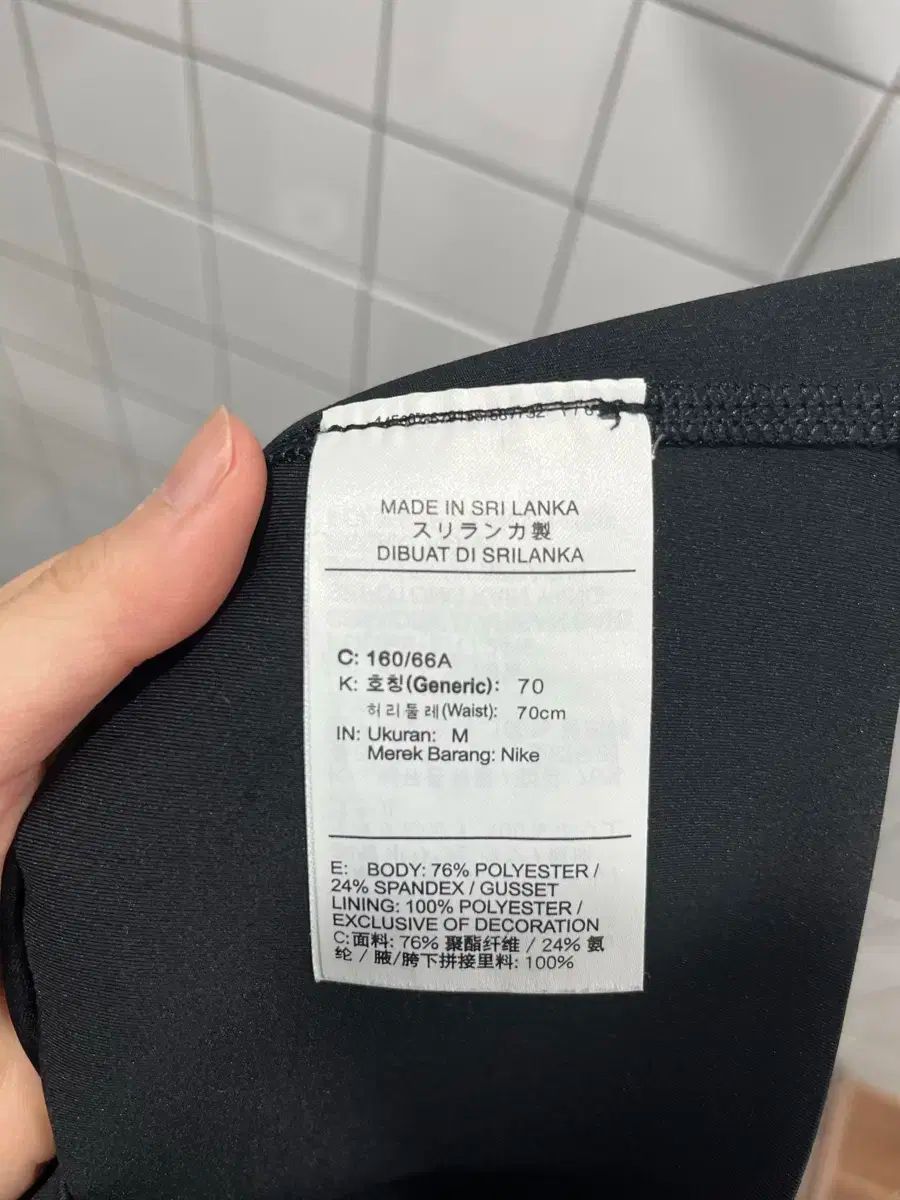 MADE IN SRI LANKA
スリランカ製
DIBUAT DI SRILANKA
C: 160/66A
K: 호칭(Generic): 70
허리둘레(Waist): 70cm
IN: Ukuran: M
Merek Barang: Nike
E: BODY: 76% POLYESTER /
24% SPANDEX / GUSSET
LINING: 100% POLYESTER /
EXCLUSIVE OF DECORATION
C:面料: 76% 聚酯纤维 / 24% 氨
纶 / 腋/胯下拼接里料: 100%